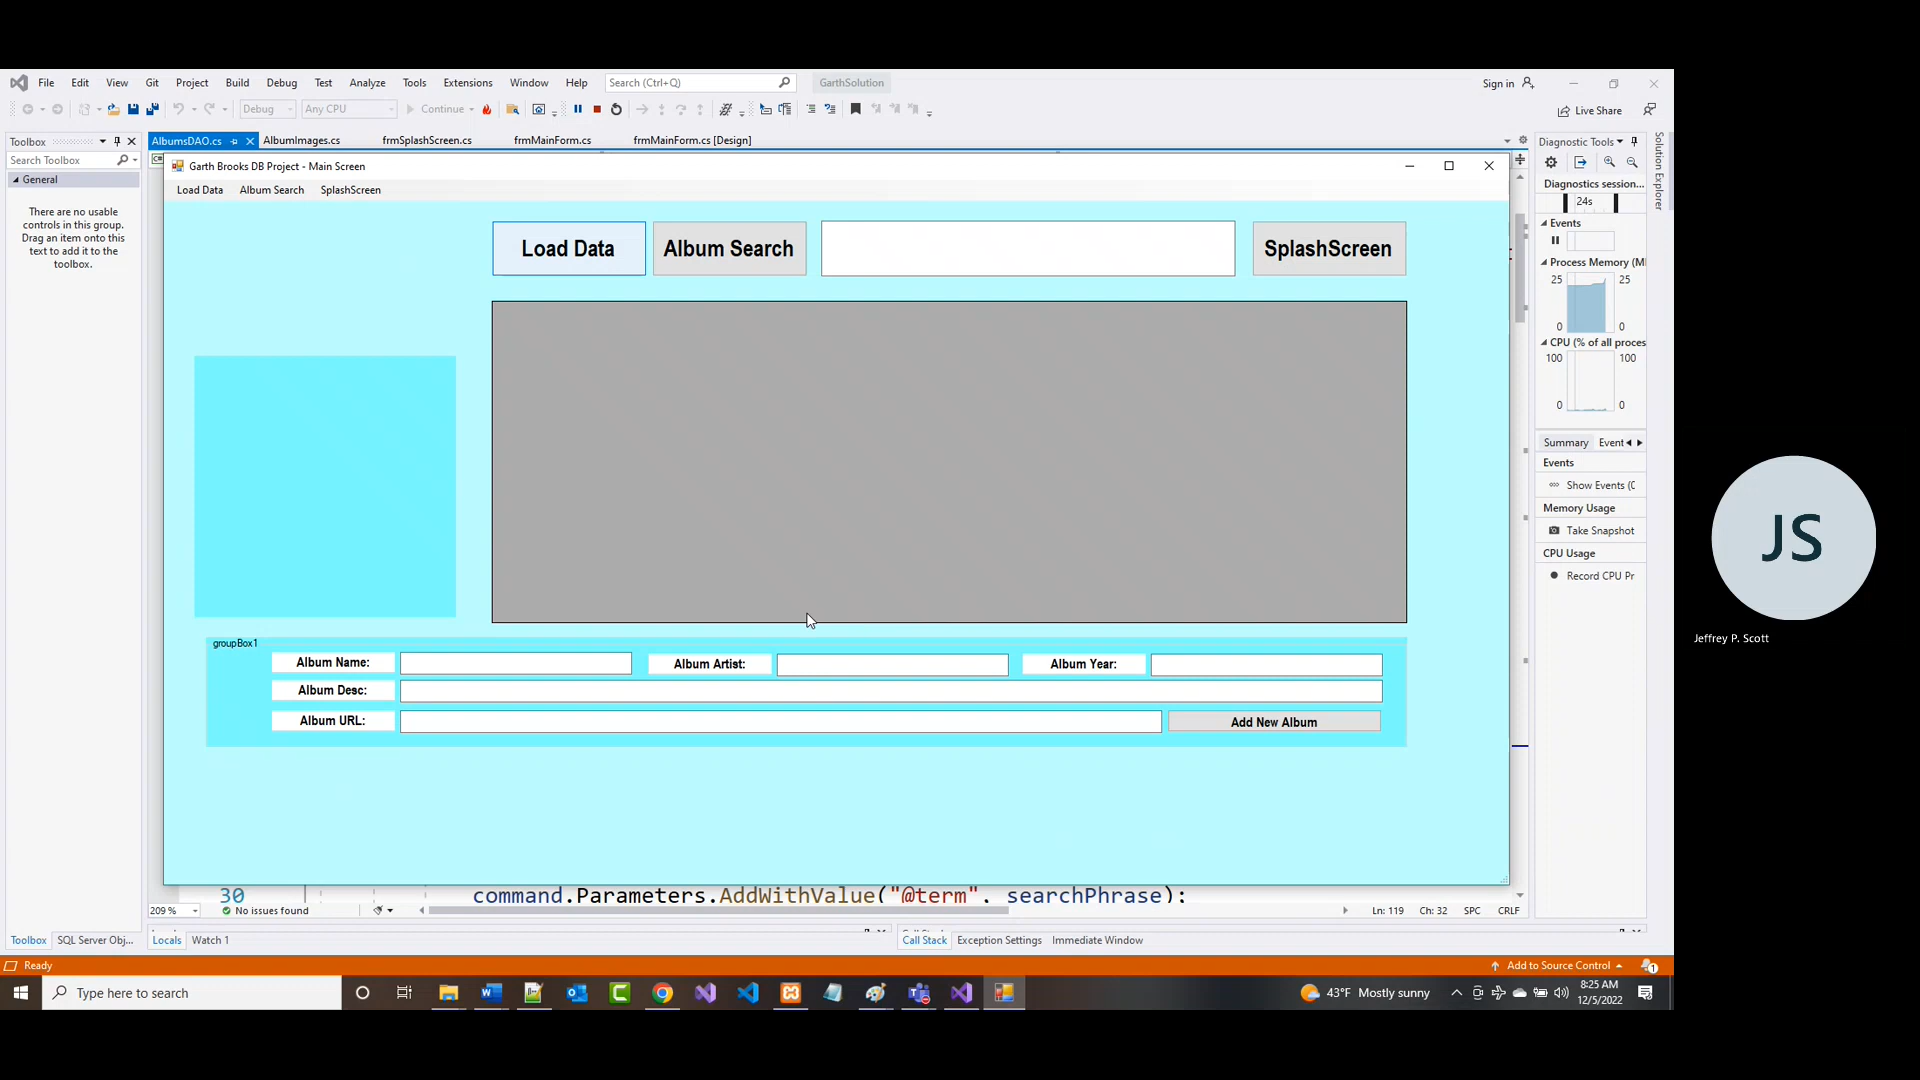 File Edit View Git Project Build Debug Test Analyze Tools Extensions Window Help Search (Ctrl+Q) GarthSolution Sign in
Debug Any CPU Continue Live Share
Toolbox AlbumsDAO.cs AlbumImages.cs frmSplashScreen.cs frmMainForm.cs frmMainForm.cs [Design] Diagnostic Tools
Search Toolbox
General
There are no usable
controls in this group.
Drag an item onto this
text to add it to the
toolbox.
Garth Brooks DB Project - Main Screen
Load Data Album Search SplashScreen
Load Data Album Search SplashScreen
groupBox1
Album Name: Album Artist: Album Year:
Album Desc:
Album URL: Add New Album
30 command.Parameters.AddWithValue("@term", searchPhrase);
209 % No issues found Ln: 119 Ch: 32 SPC CRLF
Solution Explorer
Diagnostics session...
24s
Events
Process Memory (M
25 25
0 0
CPU (% of all proces
100 100
0 0
Summary Event
Events
Show Events (
Memory Usage
Take Snapshot
CPU Usage
Record CPU Pr
Toolbox SQL Server Obj... Locals Watch 1 Call Stack Exception Settings Immediate Window
Ready Add to Source Control 1
Type here to search 43°F Mostly sunny 8:25 AM
12/5/2022
JS
Jeffrey P. Scott